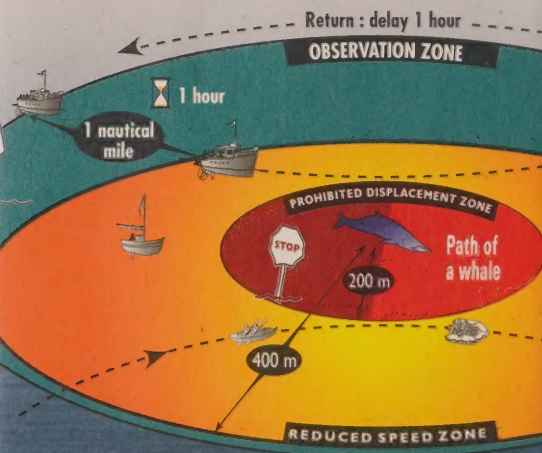 Return : delay 1 hour
OBSERVATION ZONE
1 hour
1 nautical
mile
PROHIBITED DISPLACEMENT ZONE
STOP
Path of
a whale
200 m
400 m
REDUCED SPEED ZONE